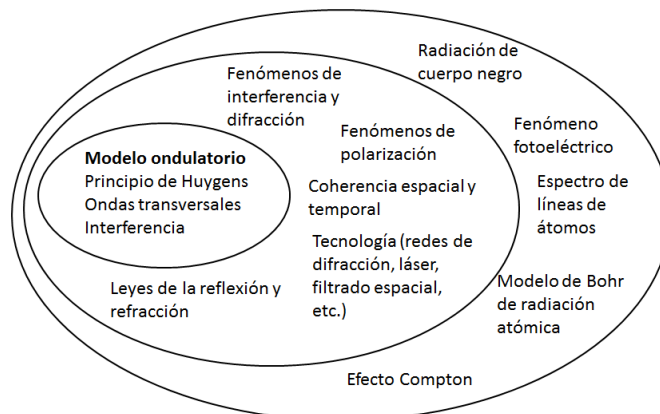 Radiación de
cuerpo negro
Fenómenos de
interferencia y
difracción
Fenómenos de
polarización
Fenómeno
fotoeléctrico
Modelo ondulatorio
Principio de Huygens
Ondas transversales
Interferencia
Coherencia espacial y
temporal
Espectro de
líneas de
átomos
Tecnología (redes de
difracción, láser,
filtrado espacial,
etc.)
Leyes de la reflexión y
refracción
Modelo de Bohr
de radiación
atómica
Efecto Compton